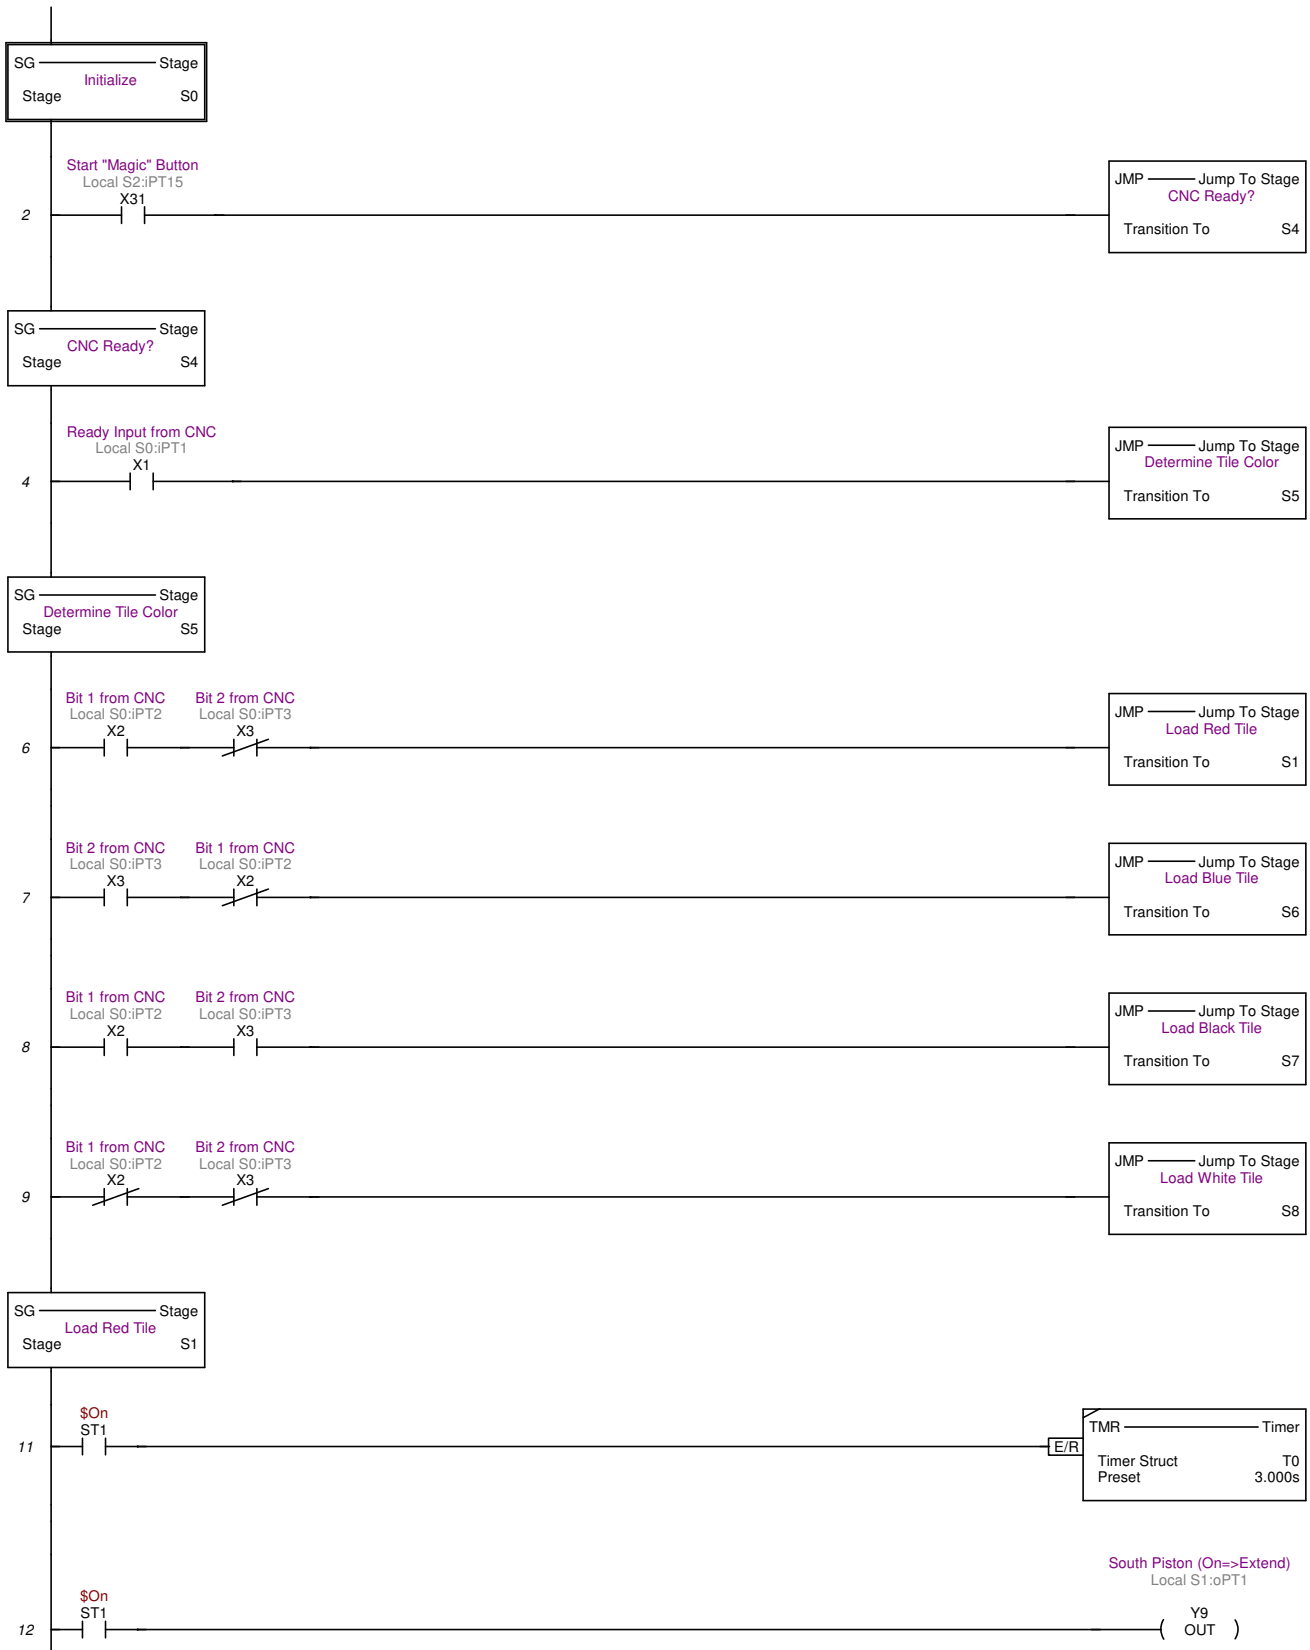 SG Stage
Initialize
Stage S0
Start "Magic" Button
Local S2:iPT15
X31
2
JMP Jump To Stage
CNC Ready?
Transition To S4
SG Stage
CNC Ready?
Stage S4
Ready Input from CNC
Local S0:iPT1
X1
4
JMP Jump To Stage
Determine Tile Color
Transition To S5
SG Stage
Determine Tile Color
Stage S5
Bit 1 from CNC Bit 2 from CNC
Local S0:iPT2 Local S0:iPT3
X2 X3
6
JMP Jump To Stage
Load Red Tile
Transition To S1
Bit 2 from CNC Bit 1 from CNC
Local S0:iPT3 Local S0:iPT2
X3 X2
7
JMP Jump To Stage
Load Blue Tile
Transition To S6
Bit 1 from CNC Bit 2 from CNC
Local S0:iPT2 Local S0:iPT3
X2 X3
8
JMP Jump To Stage
Load Black Tile
Transition To S7
Bit 1 from CNC Bit 2 from CNC
Local S0:iPT2 Local S0:iPT3
X2 X3
9
JMP Jump To Stage
Load White Tile
Transition To S8
SG Stage
Load Red Tile
Stage S1
$On
ST1
11
E/R
TMR Timer
Timer Struct T0
Preset 3.000s
$On
ST1
12
South Piston (On=>Extend)
Local S1:oPT1
Y9
( OUT )